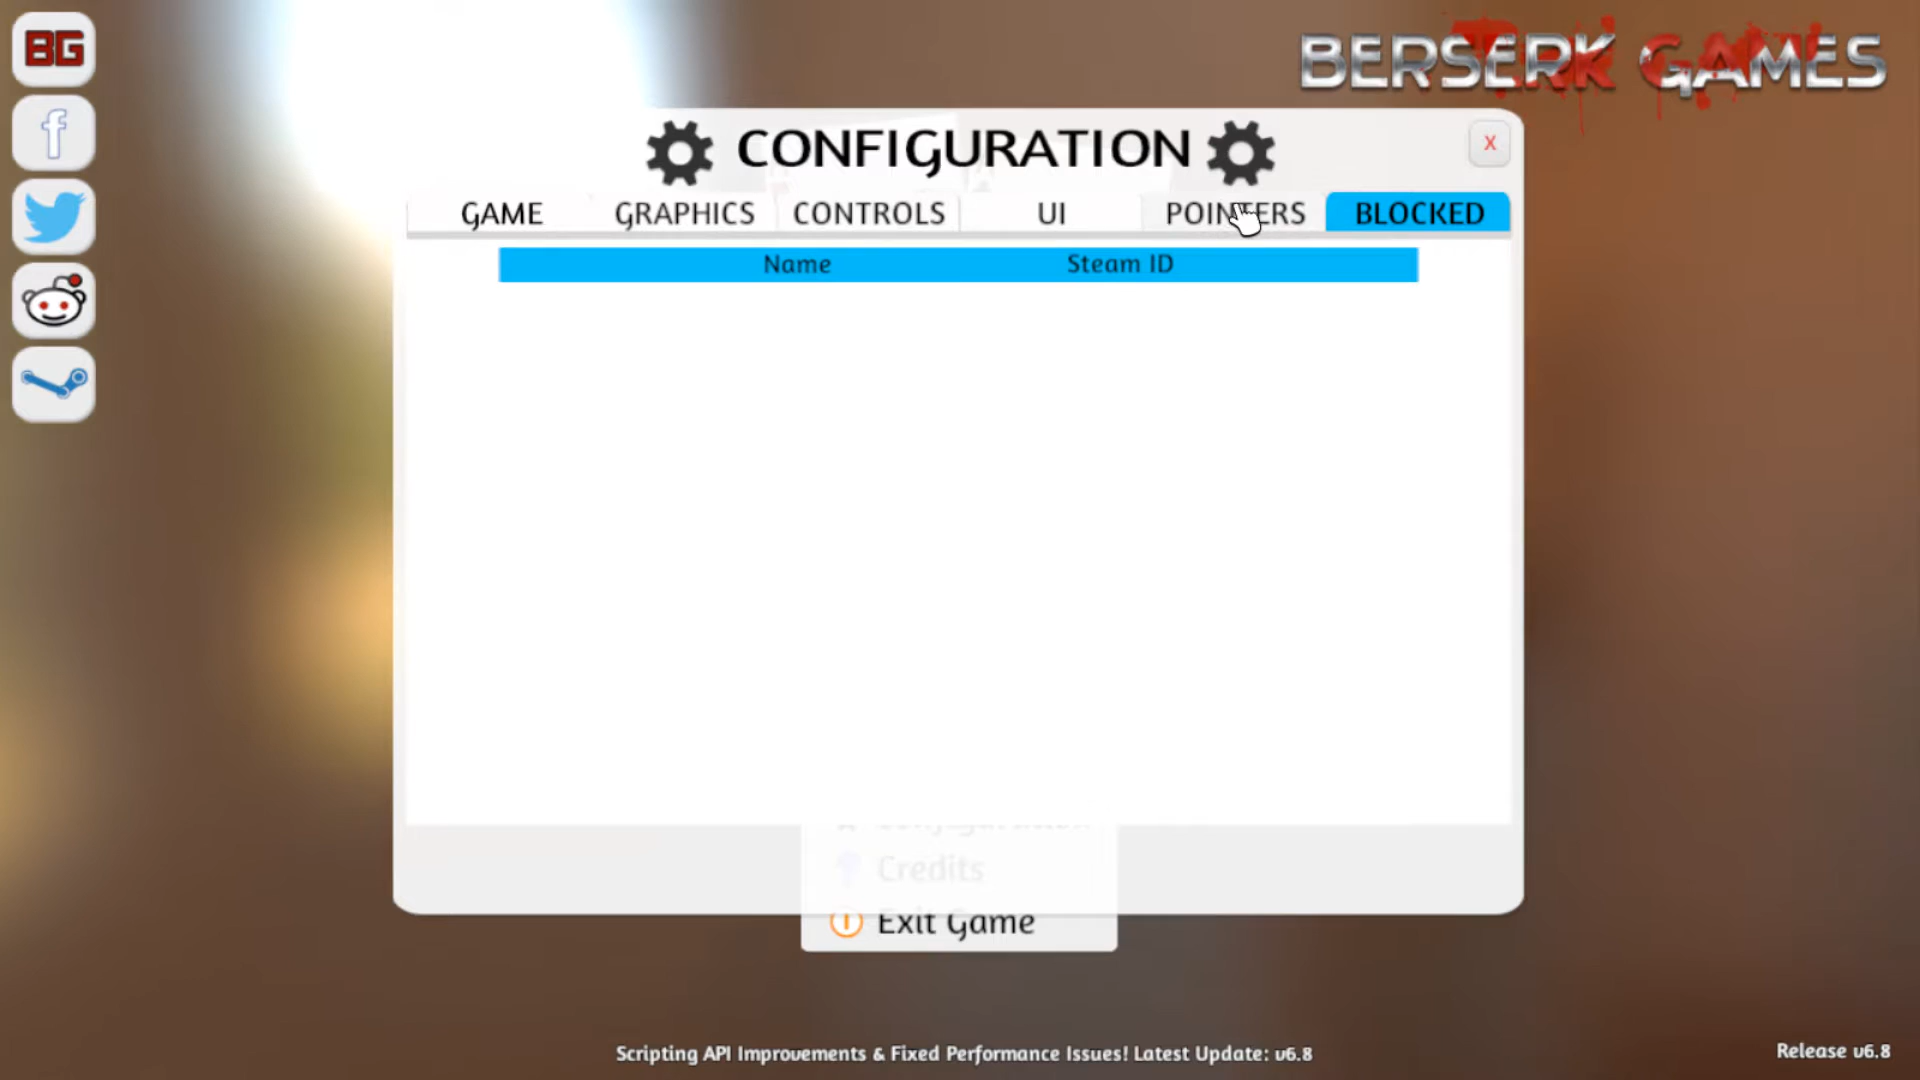 BG
BERSERK GAMES
CONFIGURATION
X
GAME GRAPHICS CONTROLS UI POINTERS BLOCKED
Name Steam ID
Configuration
Credits
Exit Game
Scripting API Improvements & Fixed Performance Issues! Latest Update: v6.8
Release v6.8